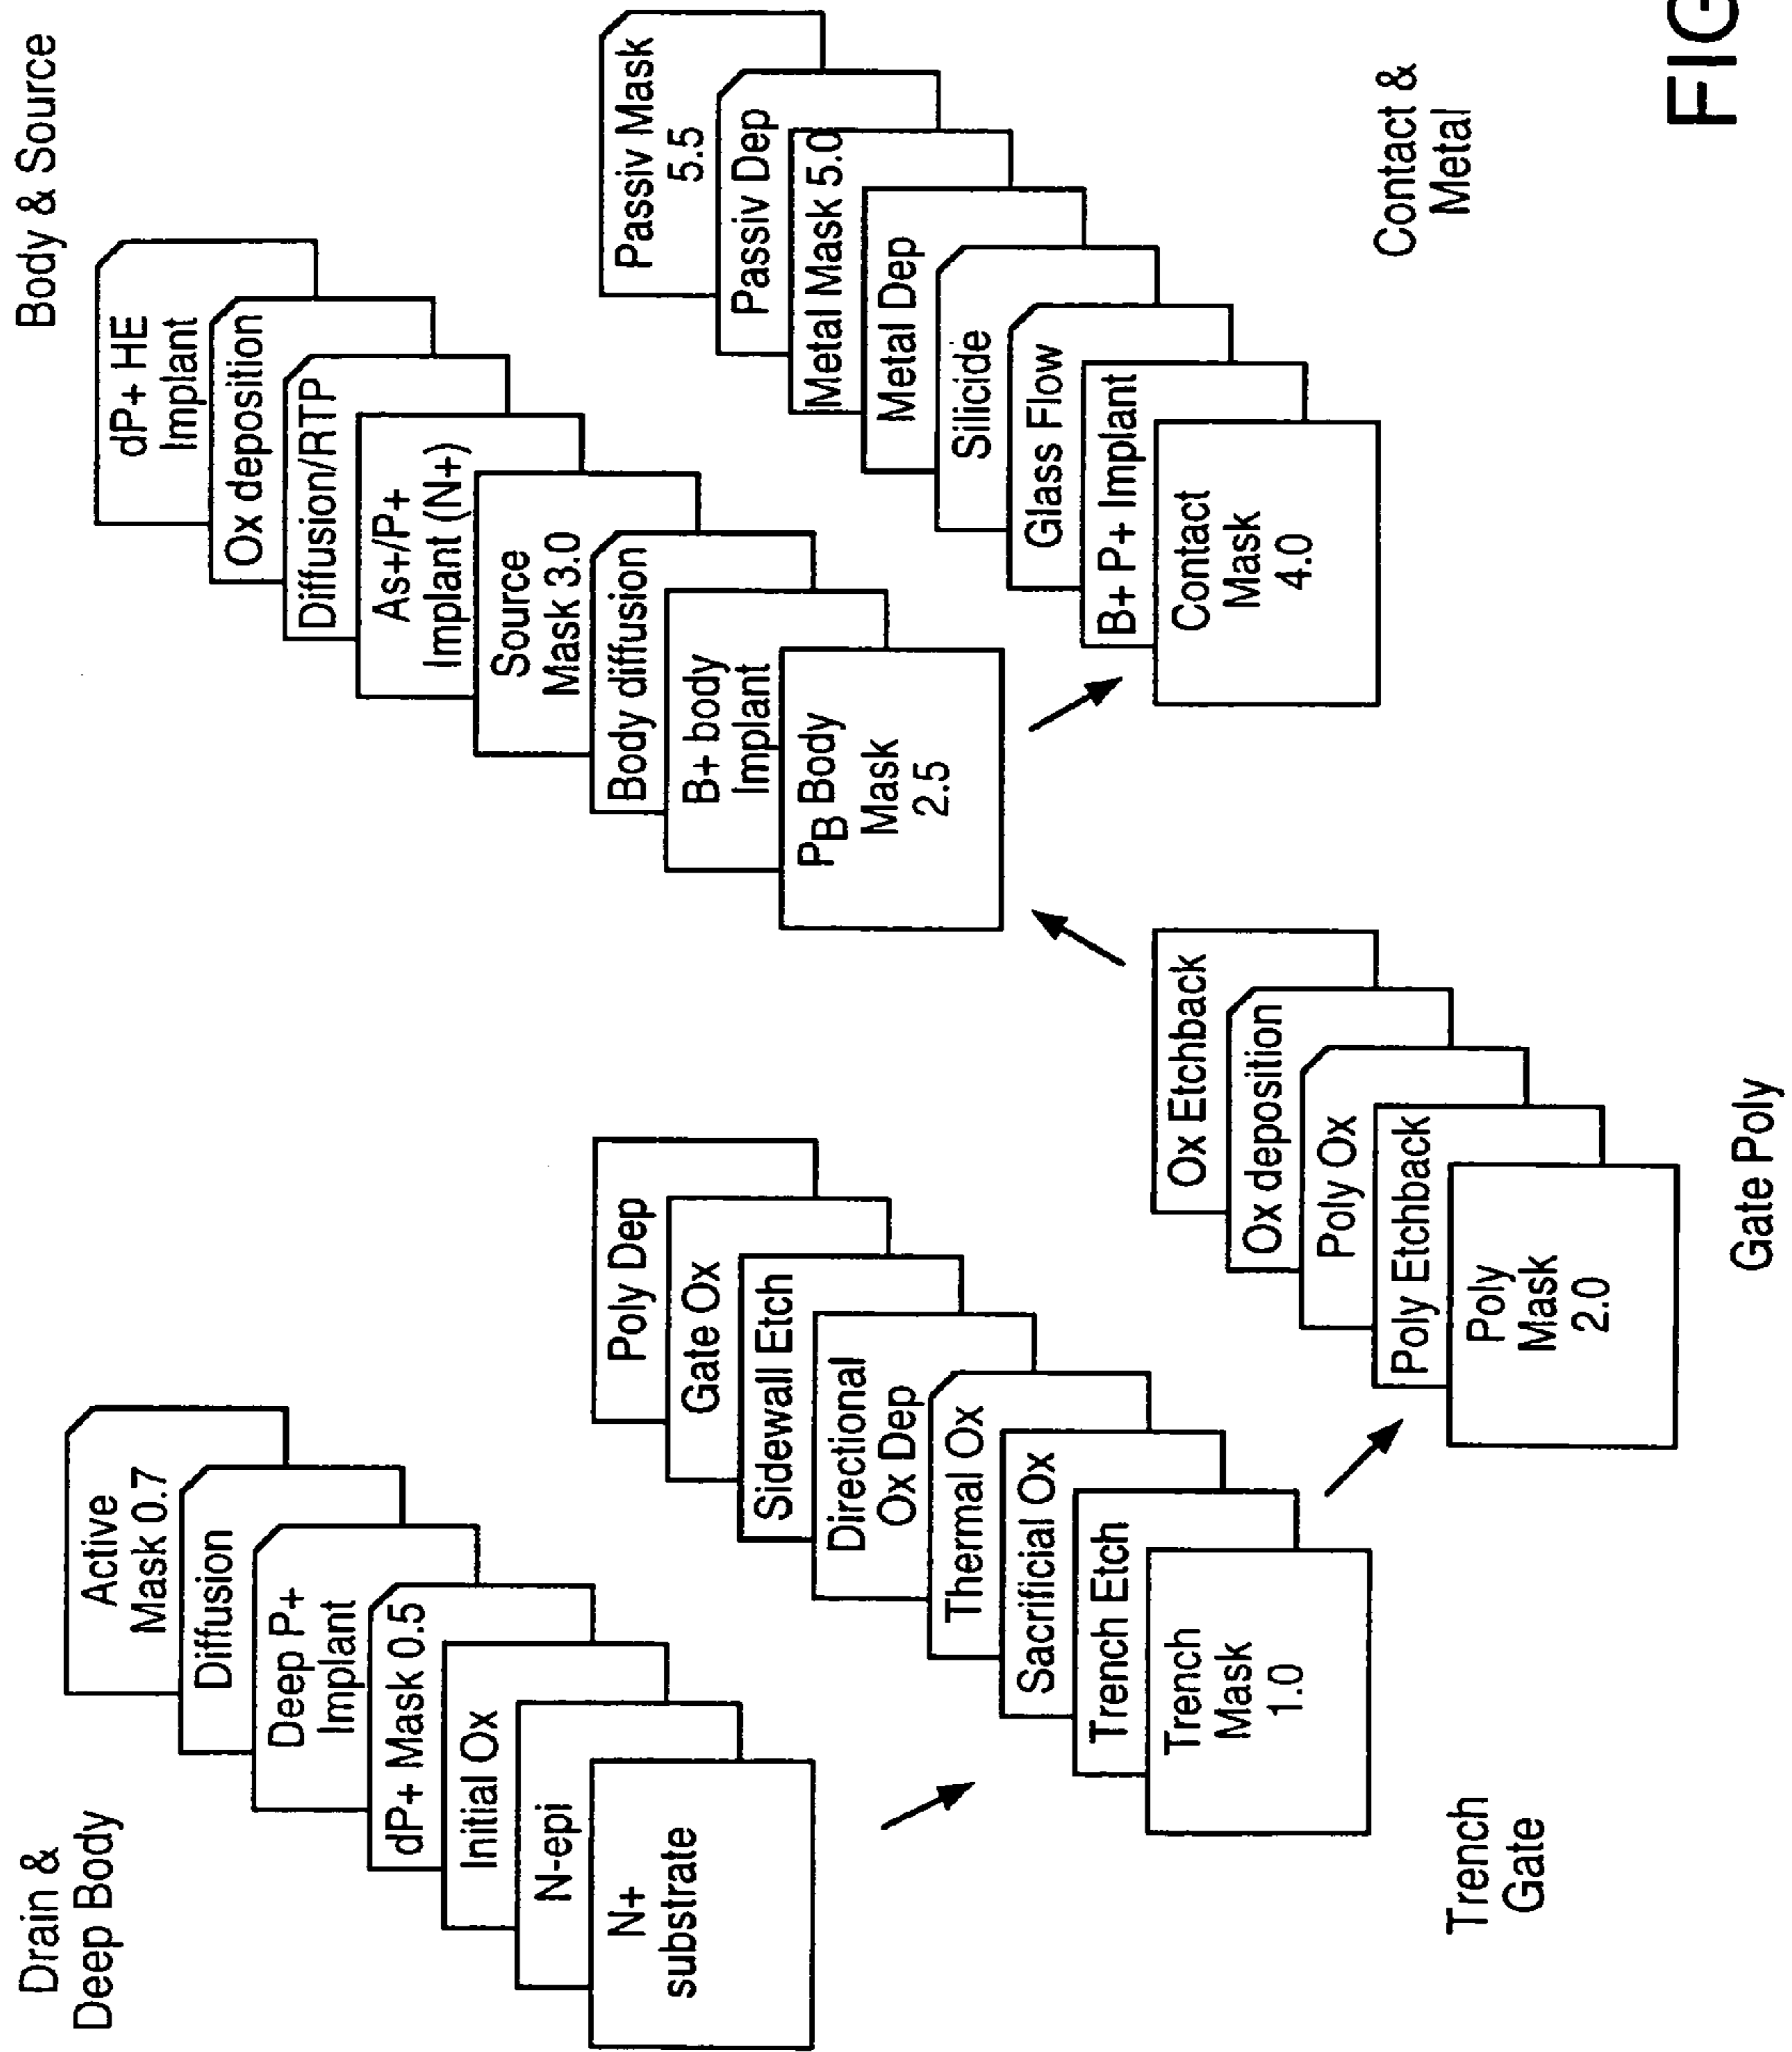 Drain &
Deep Body
Active
Mask 0.7
Diffusion
Deep P+
Implant
dP+ Mask 0.5
Initial Ox
N-epi
N+
substrate
Poly Dep
Gate Ox
Sidewall Etch
Directional
Ox Dep
Thermal Ox
Sacrificial Ox
Trench Etch
Trench
Mask
1.0
Trench
Gate
Ox Etchback
Ox deposition
Poly Ox
Poly Etchback
Poly
Mask
2.0
Gate Poly
Body & Source
dP+ HE
Implant
Ox deposition
Diffusion/RTP
As+/P+
Implant (N+)
Source
Mask 3.0
Body diffusion
B+ body
Implant
PB Body
Mask
2.5
Passiv Mask
5.5
Passiv Dep
Metal Mask 5.0
Metal Dep
Silicide
Glass Flow
B+ P+ Implant
Contact
Mask
4.0
Contact &
Metal
FIG